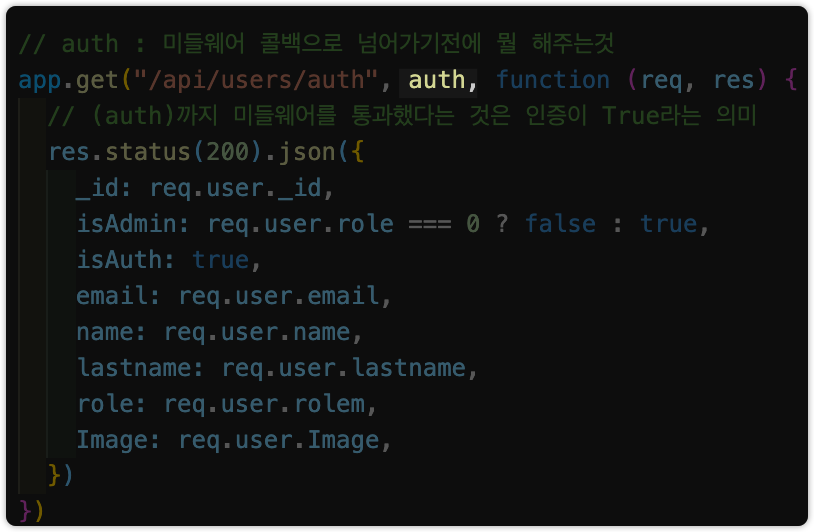 // auth : 미들웨어 콜백으로 넘어가기전에 뭘 해주는것
app.get("/api/users/auth", auth, function (req, res) {
// (auth)까지 미들웨어를 통과했다는 것은 인증이 True라는 의미
res.status(200).json({
_id: req.user._id,
isAdmin: req.user.role === 0 ? false : true,
isAuth: true,
email: req.user.email,
name: req.user.name,
lastname: req.user.lastname,
role: req.user.rolem,
Image: req.user.Image,
})
})